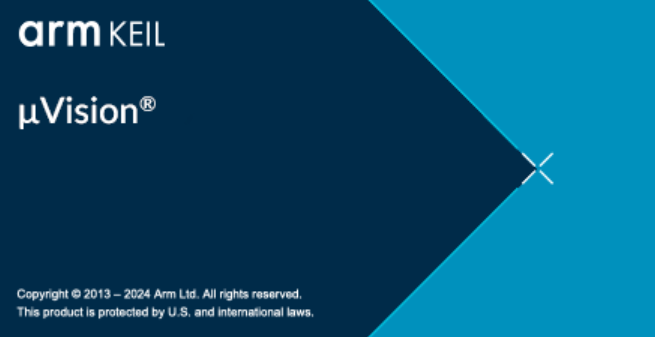 arm KEIL
µVision®
Copyright © 2013 – 2024 Arm Ltd. All rights reserved.
This product is protected by U.S. and international laws.